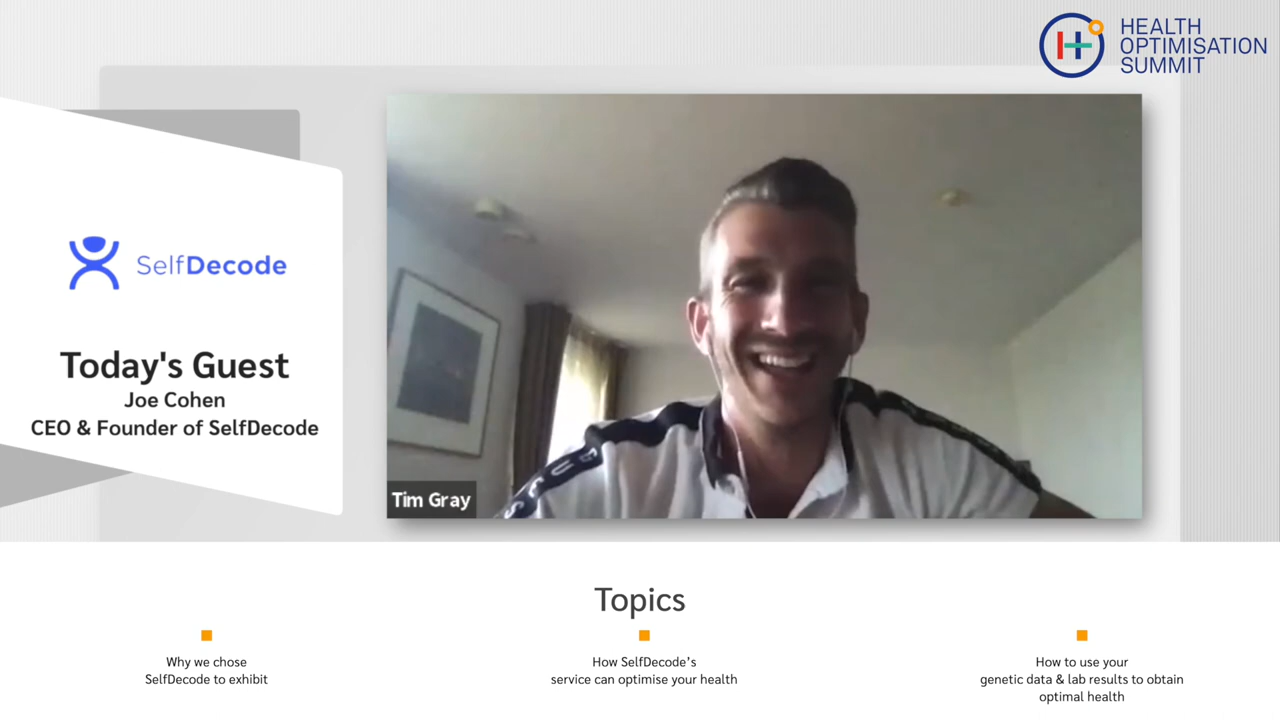 HEALTH
OPTIMISATION
SUMMIT
SelfDecode
Today's Guest
Joe Cohen
CEO & Founder of SelfDecode
Tim Gray
Topics
Why we chose
SelfDecode to exhibit
How SelfDecode’s
service can optimise your health
How to use your
genetic data & lab results to obtain
optimal health